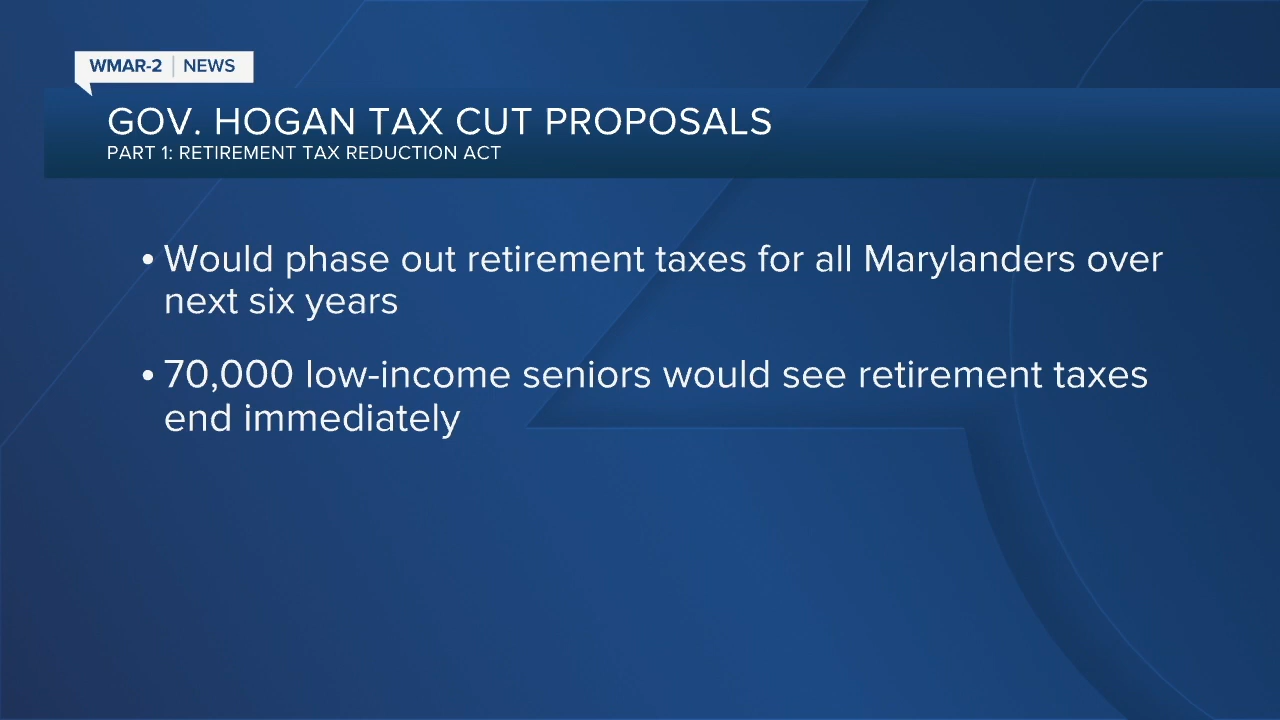 WMAR-2 | NEWS
GOV. HOGAN TAX CUT PROPOSALS
PART 1: RETIREMENT TAX REDUCTION ACT
• Would phase out retirement taxes for all Marylanders over
next six years
• 70,000 low-income seniors would see retirement taxes
end immediately